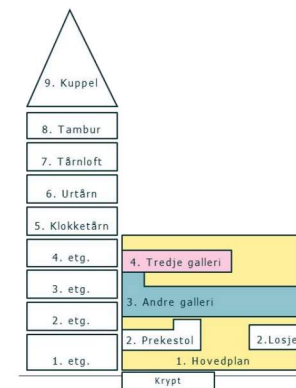 9. Kuppel
8. Tambur
7. Tårnloft
6. Urtårn
5. Klokketårn
4. etg.
4. Tredje galleri
3. etg.
3. Andre galleri
2. etg.
2. Prekestol
2.Losje
1. etg.
1. Hovedplan
Krypt